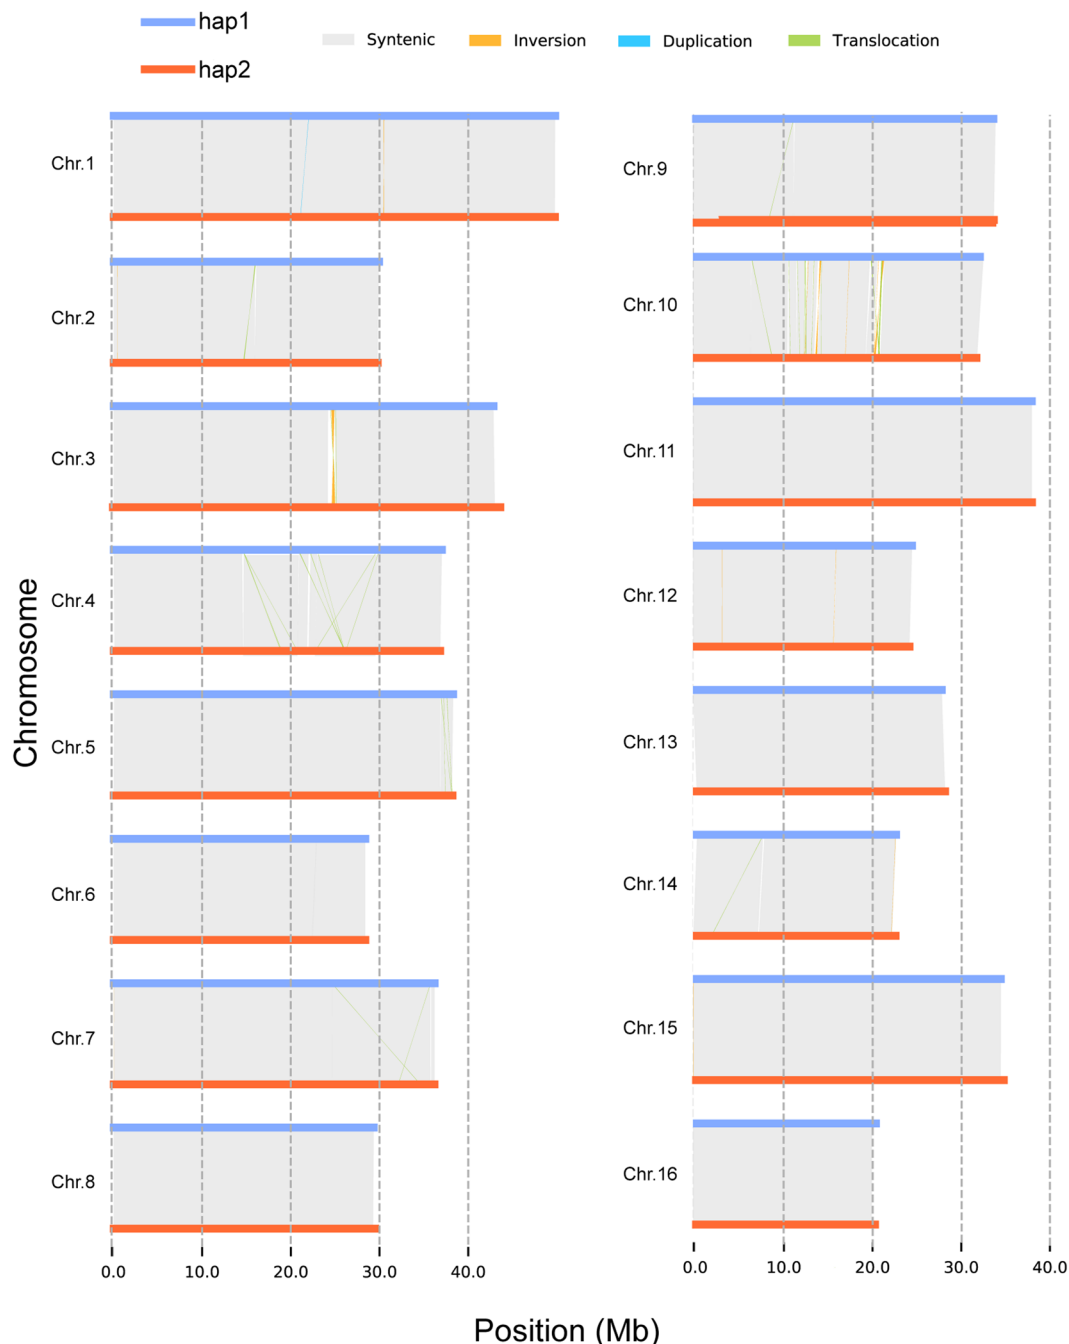 hap1
hap2
Syntenic Inversion Duplication Translocation
Chr.1
Chr.2
Chr.3
Chr.4
Chr.5
Chr.6
Chr.7
Chr.8
0.0 10.0 20.0 30.0 40.0
Chr.9
Chr.10
Chr.11
Chr.12
Chr.13
Chr.14
Chr.15
Chr.16
0.0 10.0 20.0 30.0 40.0
Chromosome
Position (Mb)